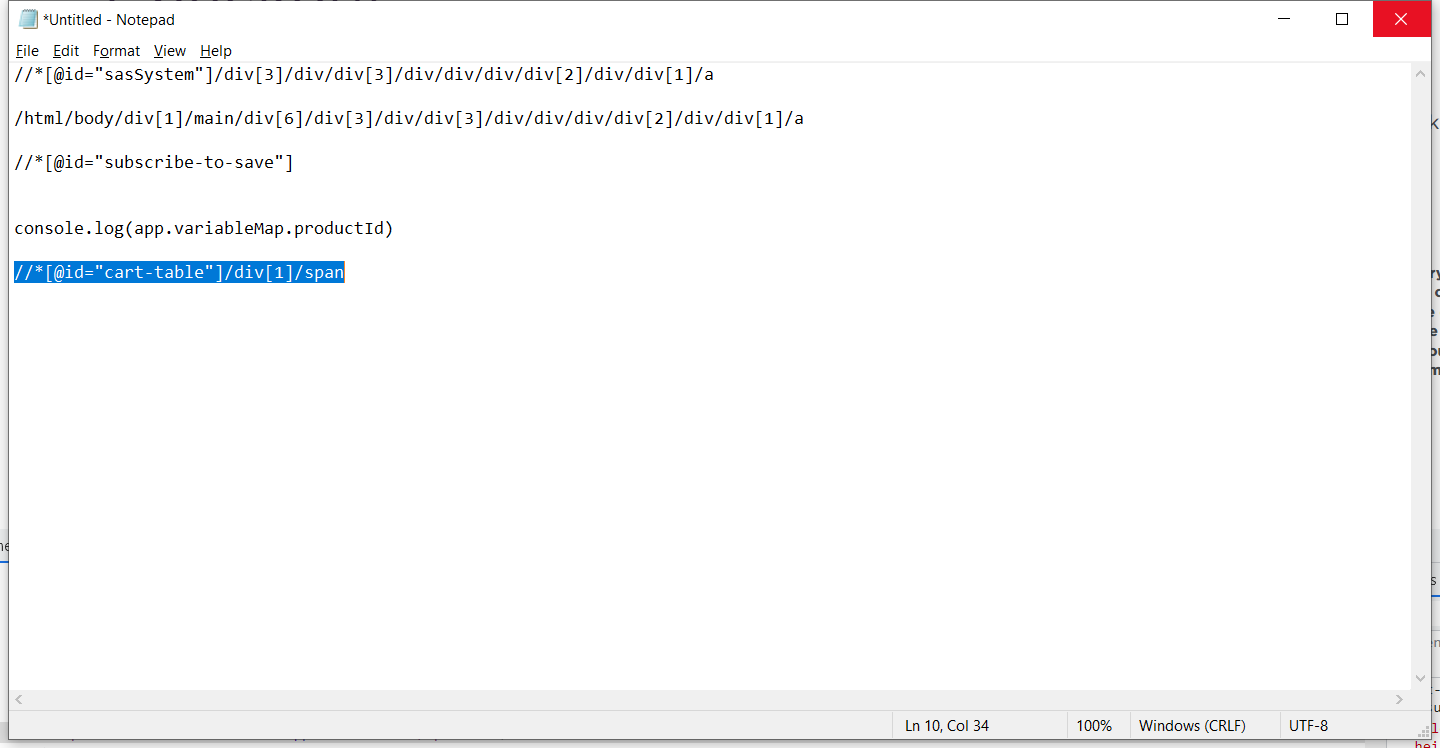 *Untitled - Notepad
File Edit Format View Help
//*[@id="sasSystem"]/div[3]/div/div[3]/div/div/div/div[2]/div/div[1]/a
/html/body/div[1]/main/div[6]/div[3]/div/div[3]/div/div/div/div[2]/div/div[1]/a
//*[@id="subscribe-to-save"]
console.log(app.variableMap.productId)
//*[@id="cart-table"]/div[1]/span
Ln 10, Col 34 100% Windows (CRLF) UTF-8